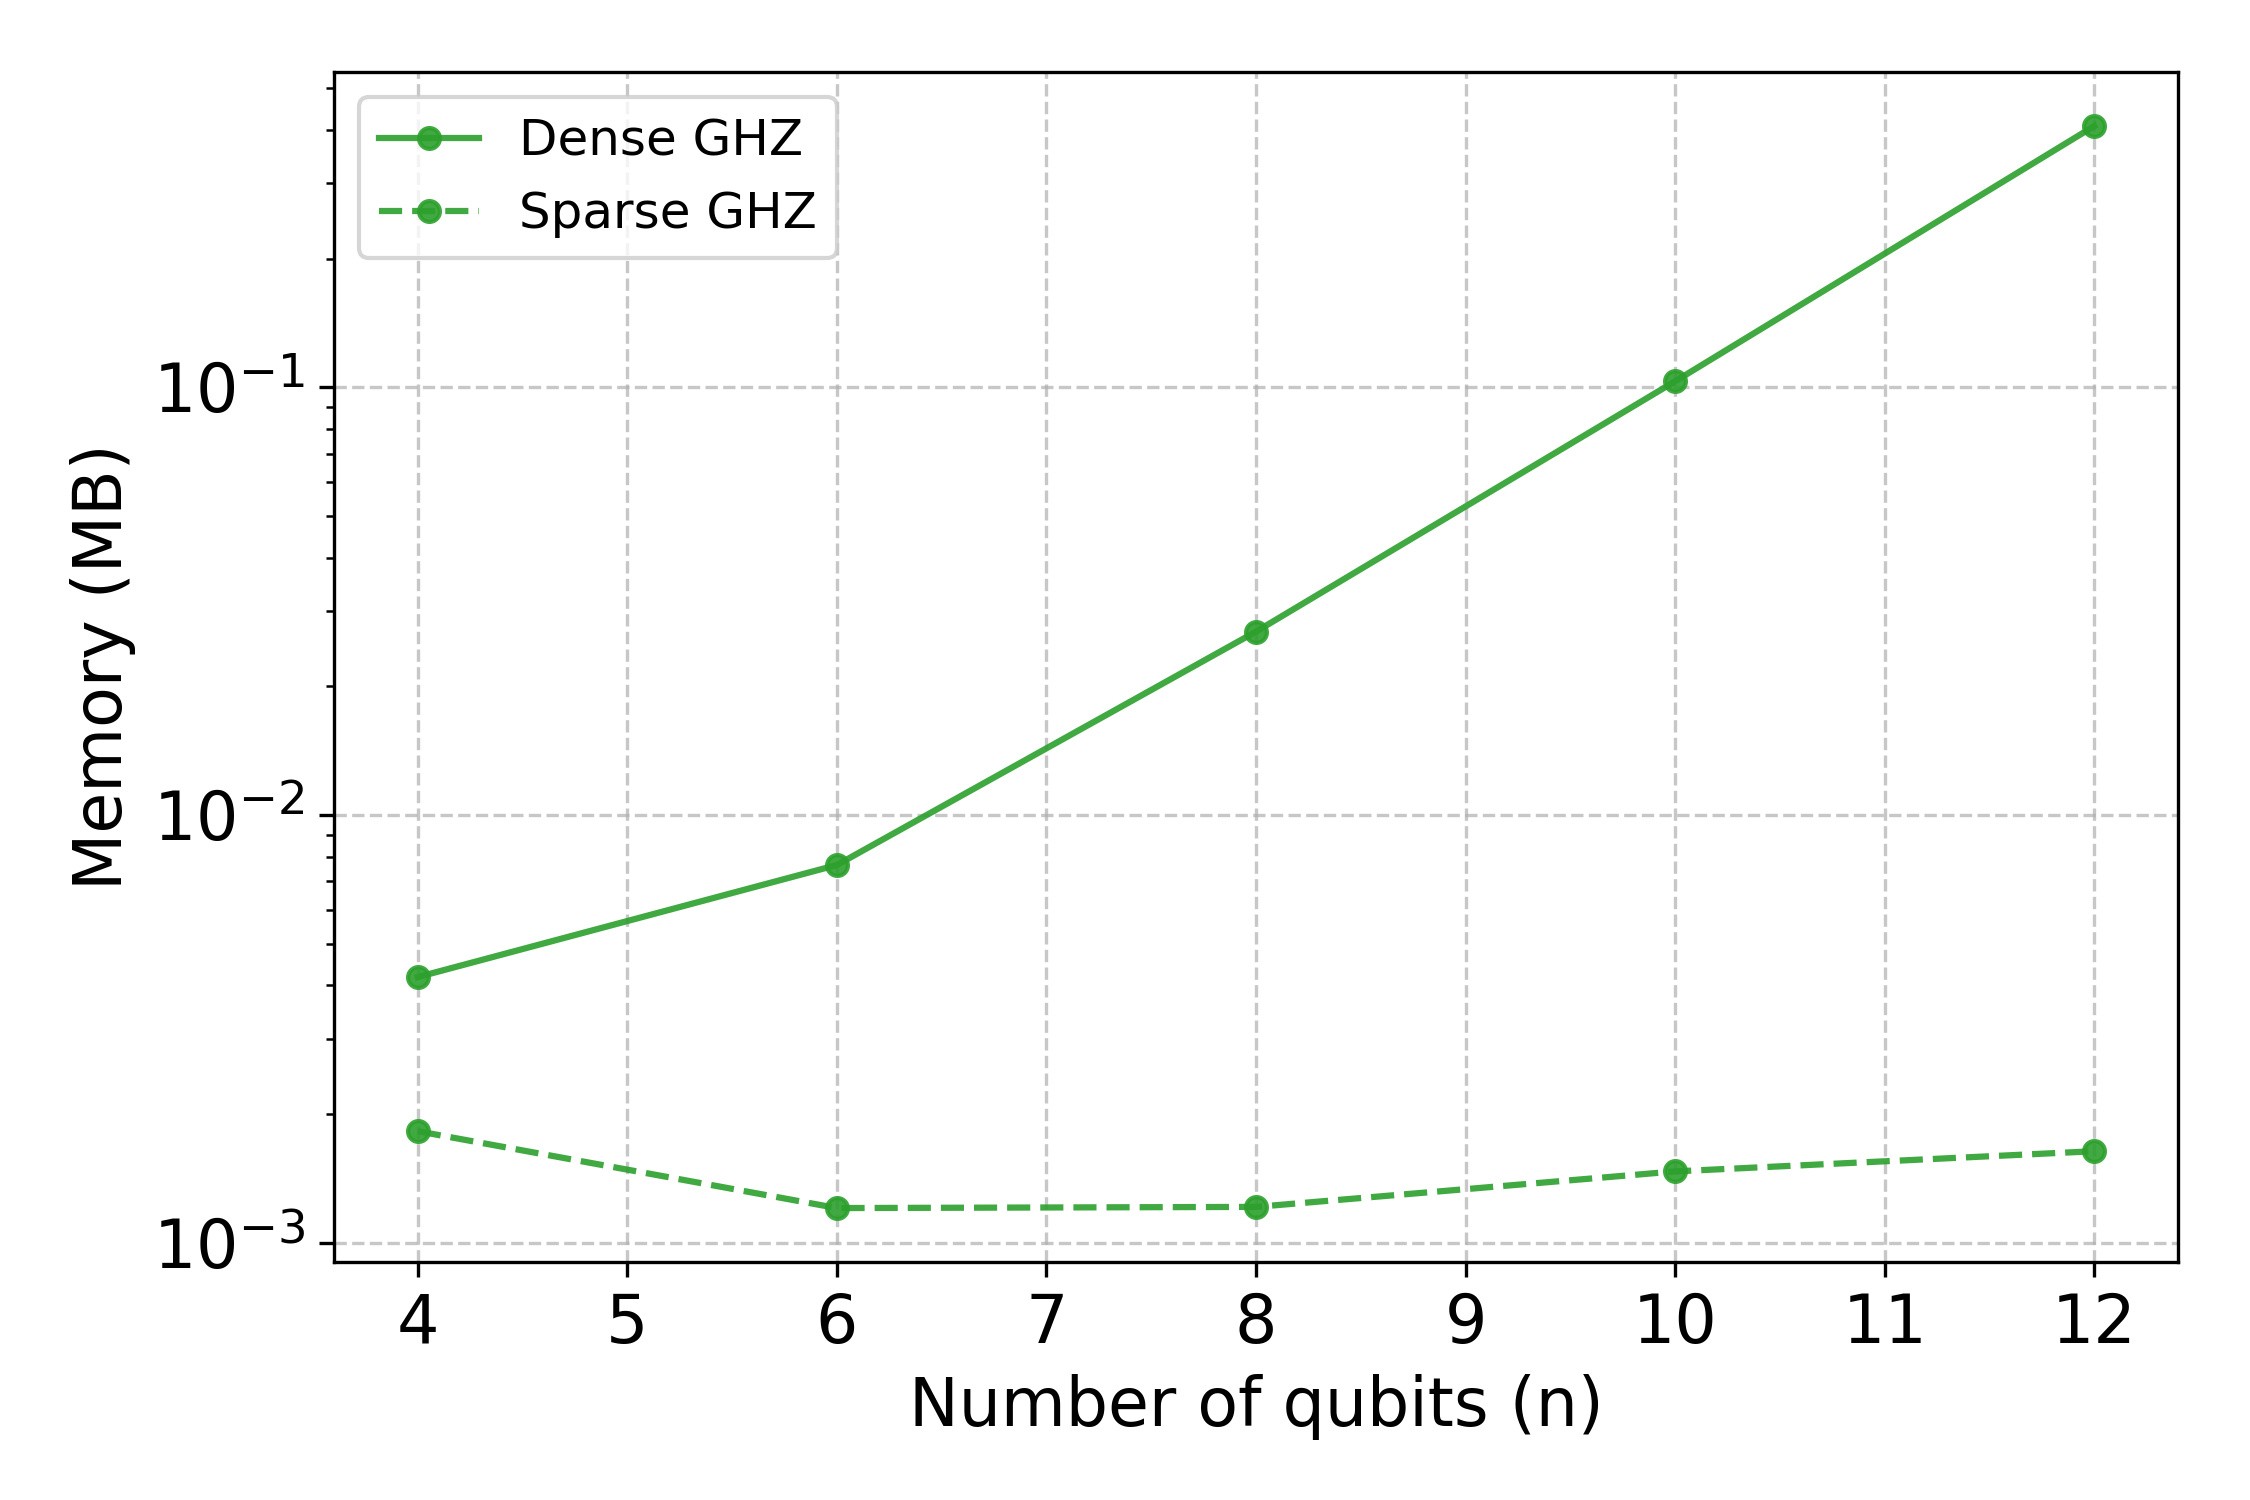 Dense GHZ
Sparse GHZ
Memory (MB)
10⁻¹
10⁻²
10⁻³
4 5 6 7 8 9 10 11 12
Number of qubits (n)